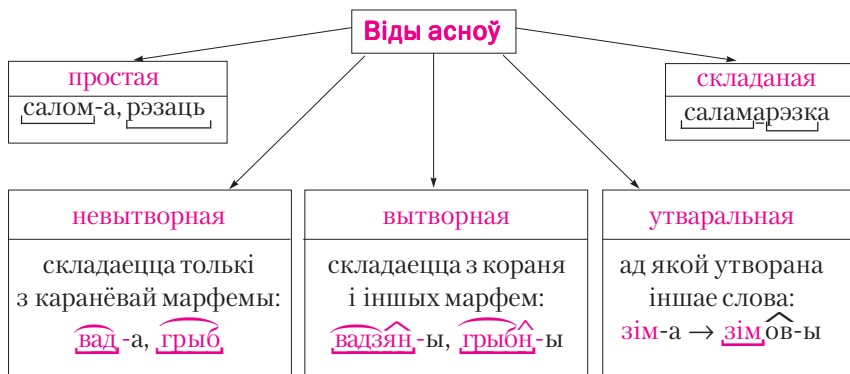 Віды асноў
простая
салом-а, рэзаць
складаная
саламарэзка
невытворная
складаецца толькі
з каранёвай марфемы:
вад-а, грыб
вытворная
складаецца з кораня
і іншых марфем:
вадзян-ы, грыбн-ы
утваральная
ад якой утворана
іншае слова:
зім-а → зімов-ы